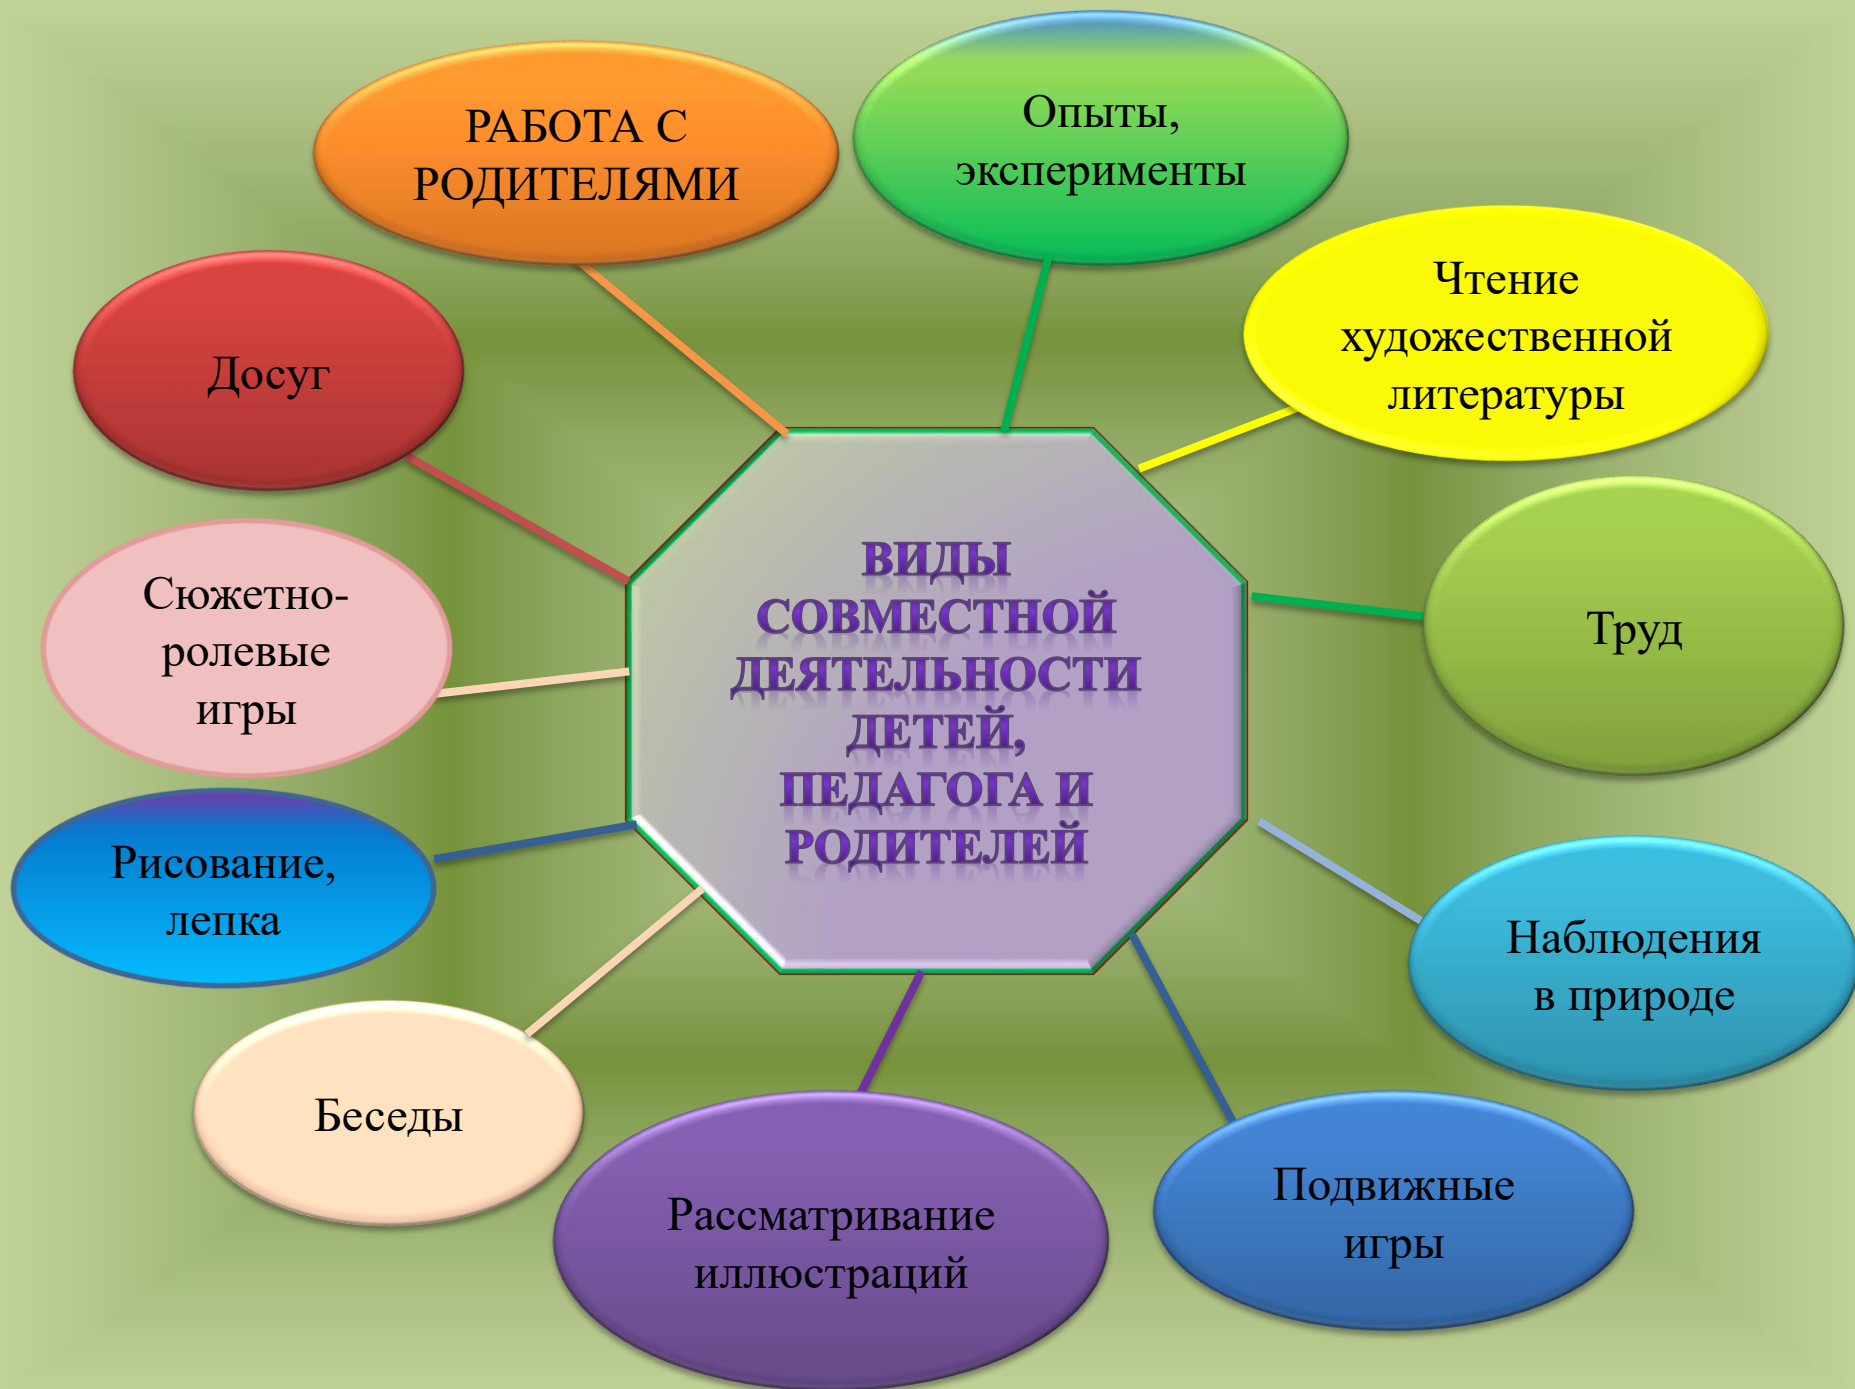 РАБОТА С
РОДИТЕЛЯМИ
Опыты,
эксперименты
Чтение
художественной
литературы
Досуг
Труд
Сюжетно-
ролевые
игры
ВИДЫ
СОВМЕСТНОЙ
ДЕЯТЕЛЬНОСТИ
ДЕТЕЙ,
ПЕДАГОГА И
РОДИТЕЛЕЙ
Рисование,
лепка
Наблюдения
в природе
Беседы
Рассматривание
иллюстраций
Подвижные
игры